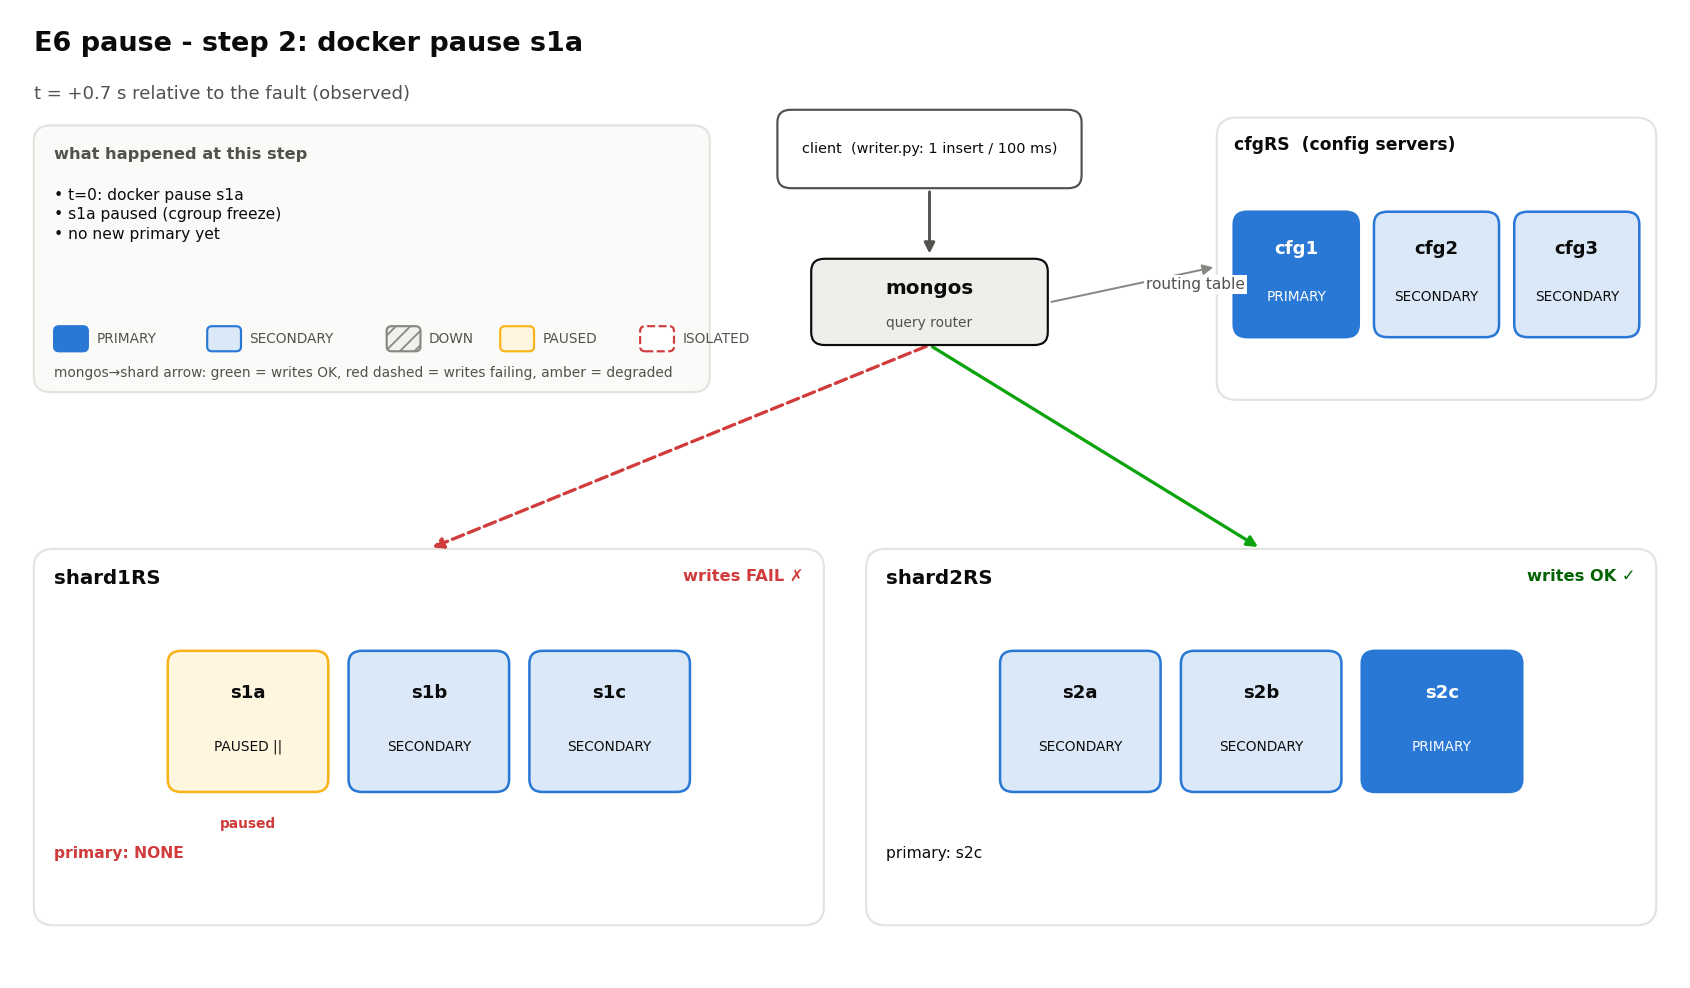 E6 pause - step 2: docker pause s1a
t = +0.7 s relative to the fault (observed)
what happened at this step
• t=0: docker pause s1a
• s1a paused (cgroup freeze)
• no new primary yet
PRIMARY SECONDARY DOWN PAUSED ISOLATED
mongos→shard arrow: green = writes OK, red dashed = writes failing, amber = degraded
client (writer.py: 1 insert / 100 ms)
mongos
query router
routing table
cfgRS (config servers)
cfg1 cfg2 cfg3
PRIMARY SECONDARY SECONDARY
shard1RS writes FAIL ✗
s1a s1b s1c
PAUSED || SECONDARY SECONDARY
paused
primary: NONE
shard2RS writes OK ✓
s2a s2b s2c
SECONDARY SECONDARY PRIMARY
primary: s2c